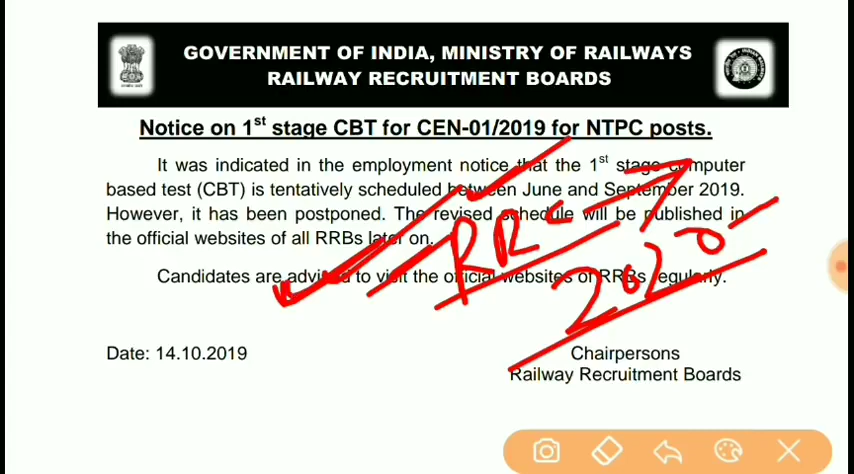 GOVERNMENT OF INDIA, MINISTRY OF RAILWAYS
RAILWAY RECRUITMENT BOARDS
Notice on 1st stage CBT for CEN-01/2019 for NTPC posts.
It was indicated in the employment notice that the 1st stage computer
based test (CBT) is tentatively scheduled between June and September 2019.
However, it has been postponed. The revised schedule will be published in
the official websites of all RRBs later on.
RRC
Candidates are advised to visit the official websites of RRBs regularly.
2020
Date: 14.10.2019
Chairpersons
Railway Recruitment Boards